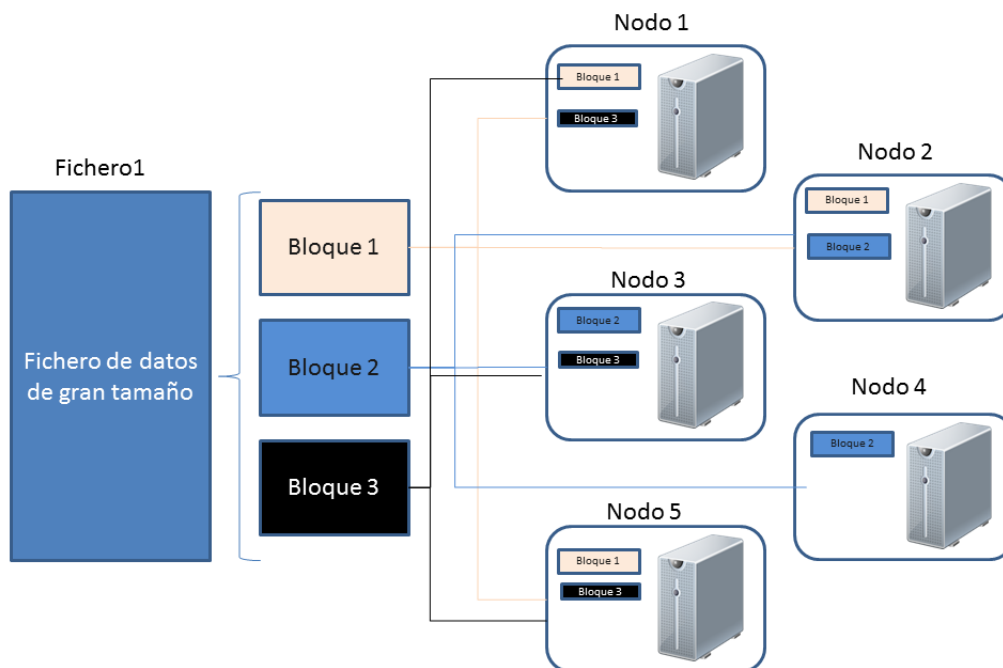 Fichero1
Fichero de datos
de gran tamaño
Bloque 1
Bloque 2
Bloque 3
Nodo 1
Bloque 1
Bloque 3
Nodo 2
Bloque 1
Bloque 2
Nodo 3
Bloque 2
Bloque 3
Nodo 4
Bloque 2
Nodo 5
Bloque 1
Bloque 3